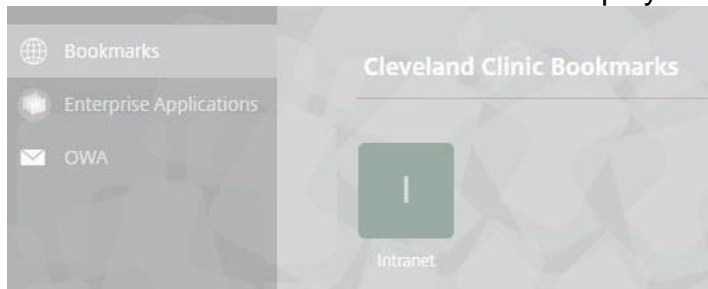 Bookmarks
Enterprise Applications
OWA
Cleveland Clinic Bookmarks
I
Intranet